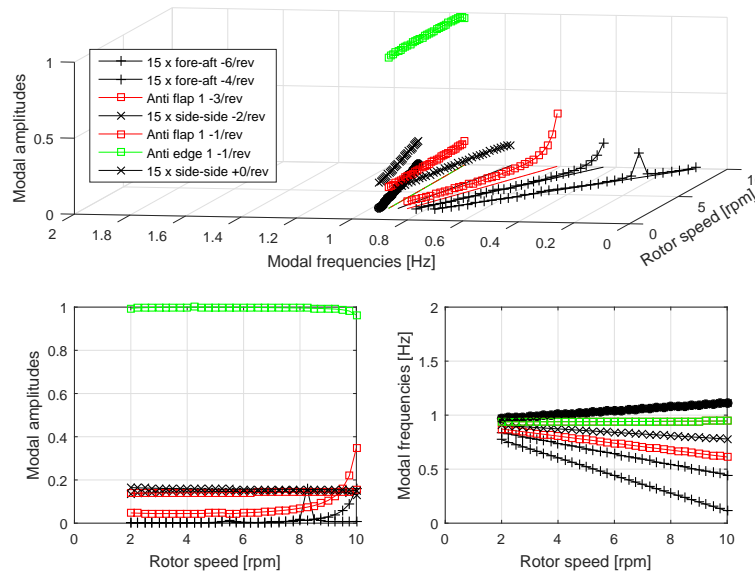 1
0.5
0
Modal amplitudes
15 x fore-aft -6/rev
15 x fore-aft -4/rev
Anti flap 1 -3/rev
15 x side-side -2/rev
Anti flap 1 -1/rev
Anti edge 1 -1/rev
15 x side-side +0/rev
2
1.8
1.6
1.4
1.2
1
0.8
0.6
0.4
0.2
0
Modal frequencies [Hz]
0
5
1
Rotor speed [rpm]
1
0.8
0.6
0.4
0.2
0
Modal amplitudes
0
2
4
6
8
10
Rotor speed [rpm]
2
1.5
1
0.5
0
Modal frequencies [Hz]
0
2
4
6
8
10
Rotor speed [rpm]